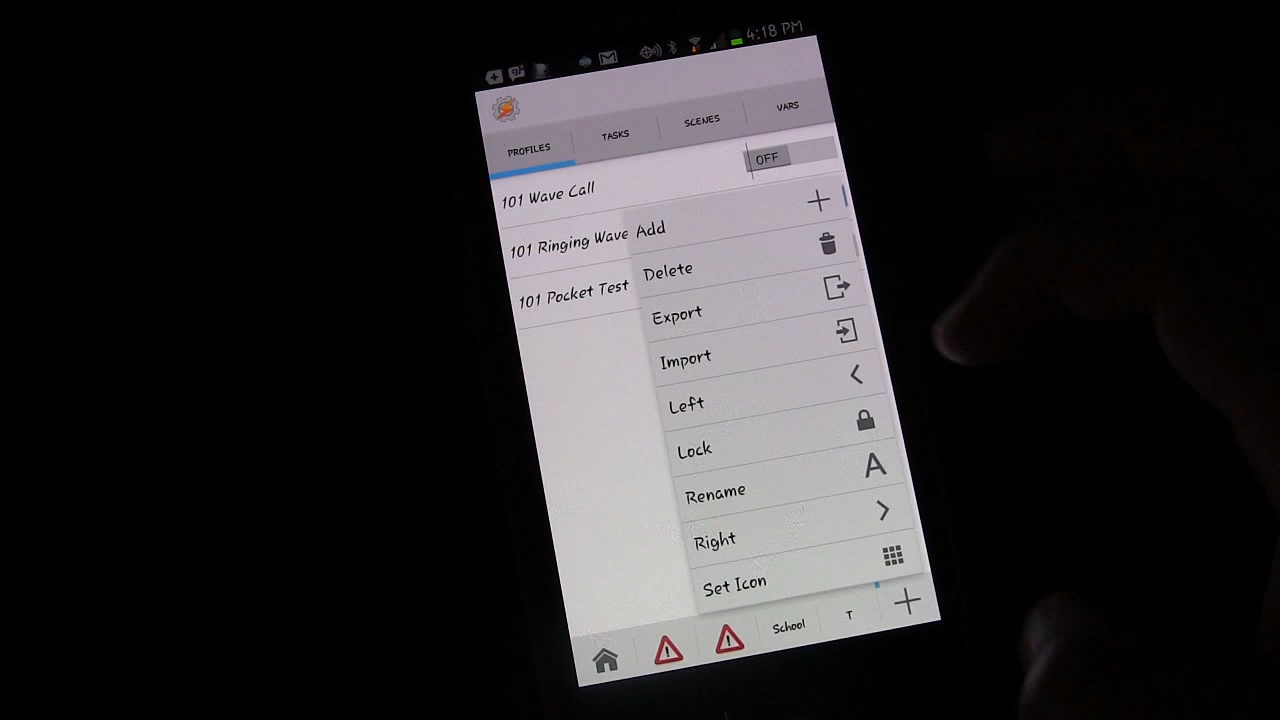 4:18 PM
PROFILES TASKS SCENES VARS
101 Wave Call OFF
101 Ringing Wave
101 Pocket Test
Add
Delete
Export
Import
Left
Lock
Rename
Right
Set Icon
School T